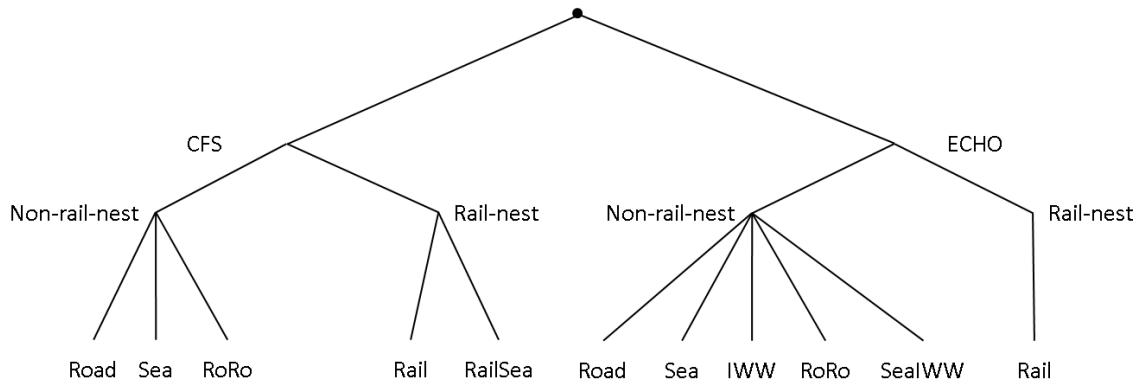 CFS ECHO
Non-rail-nest Rail-nest Non-rail-nest Rail-nest
Road Sea RoRo Rail RailSea Road Sea IWW RoRo SeaIWW Rail